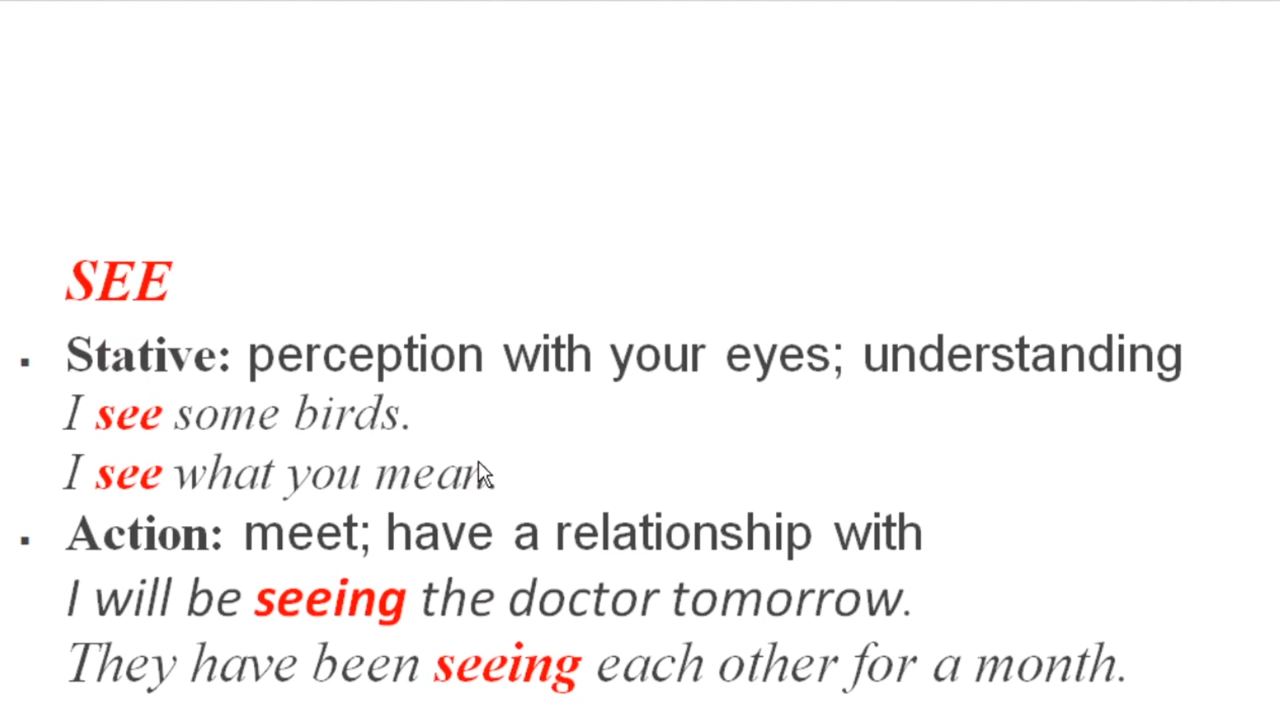 SEE
▪ Stative: perception with your eyes; understanding
I see some birds.
I see what you mean.
▪ Action: meet; have a relationship with
I will be seeing the doctor tomorrow.
They have been seeing each other for a month.